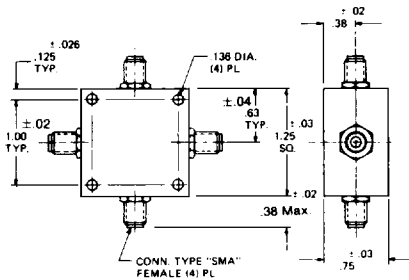 ± .026
.125
TYP.
.136 DIA.
(4) PL
± .02
.38
1.00
TYP.
±.02
±.04
.63
TYP.
± .03
1.25
SQ.
± .02
.38 Max.
CONN. TYPE "SMA"
FEMALE (4) PL
± .03
.75